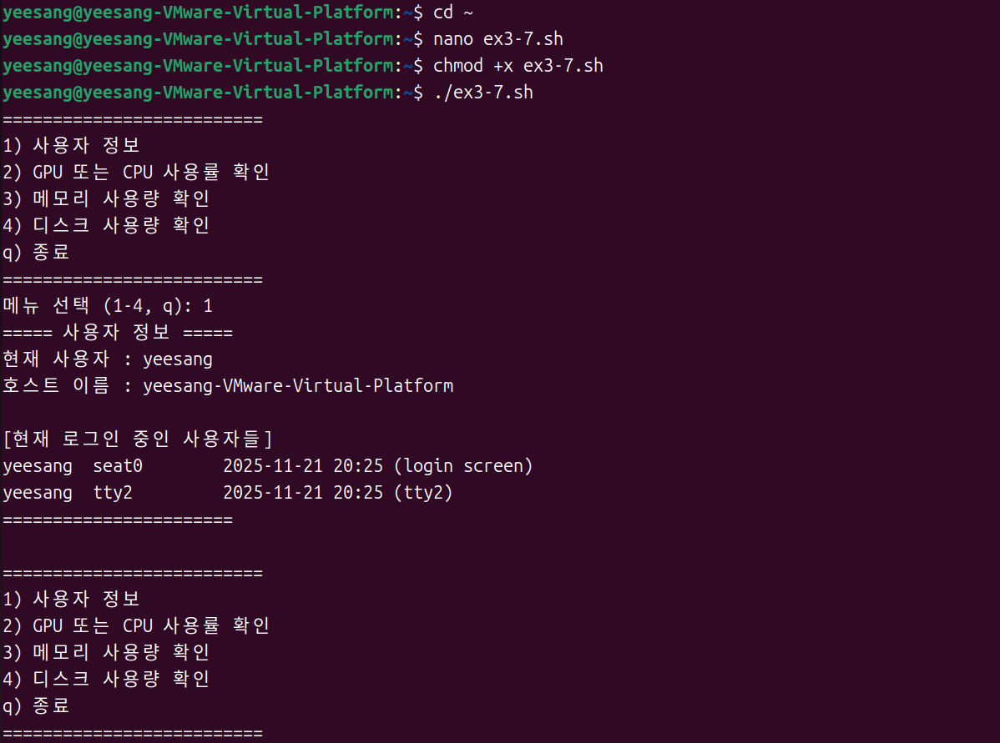 yeesang@yeesang-VMware-Virtual-Platform:~$ cd ~
yeesang@yeesang-VMware-Virtual-Platform:~$ nano ex3-7.sh
yeesang@yeesang-VMware-Virtual-Platform:~$ chmod +x ex3-7.sh
yeesang@yeesang-VMware-Virtual-Platform:~$ ./ex3-7.sh
==========================
1) 사용자 정보
2) GPU 또는 CPU 사용률 확인
3) 메모리 사용량 확인
4) 디스크 사용량 확인
q) 종료
==========================
메뉴 선택 (1-4, q): 1
===== 사용자 정보 =====
현재 사용자 : yeesang
호스트 이름 : yeesang-VMware-Virtual-Platform

[현재 로그인 중인 사용자들]
yeesang  seat0        2025-11-21 20:25 (login screen)
yeesang  tty2         2025-11-21 20:25 (tty2)
=======================

==========================
1) 사용자 정보
2) GPU 또는 CPU 사용률 확인
3) 메모리 사용량 확인
4) 디스크 사용량 확인
q) 종료
==========================